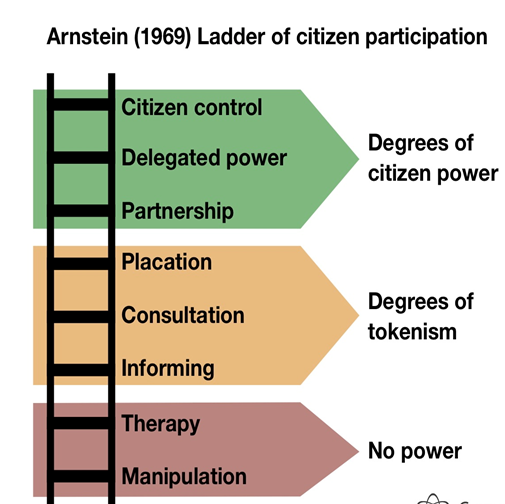 Arnstein (1969) Ladder of citizen participation
Citizen control
Delegated power
Partnership
Degrees of
citizen power
Placation
Consultation
Informing
Degrees of
tokenism
Therapy
Manipulation
No power